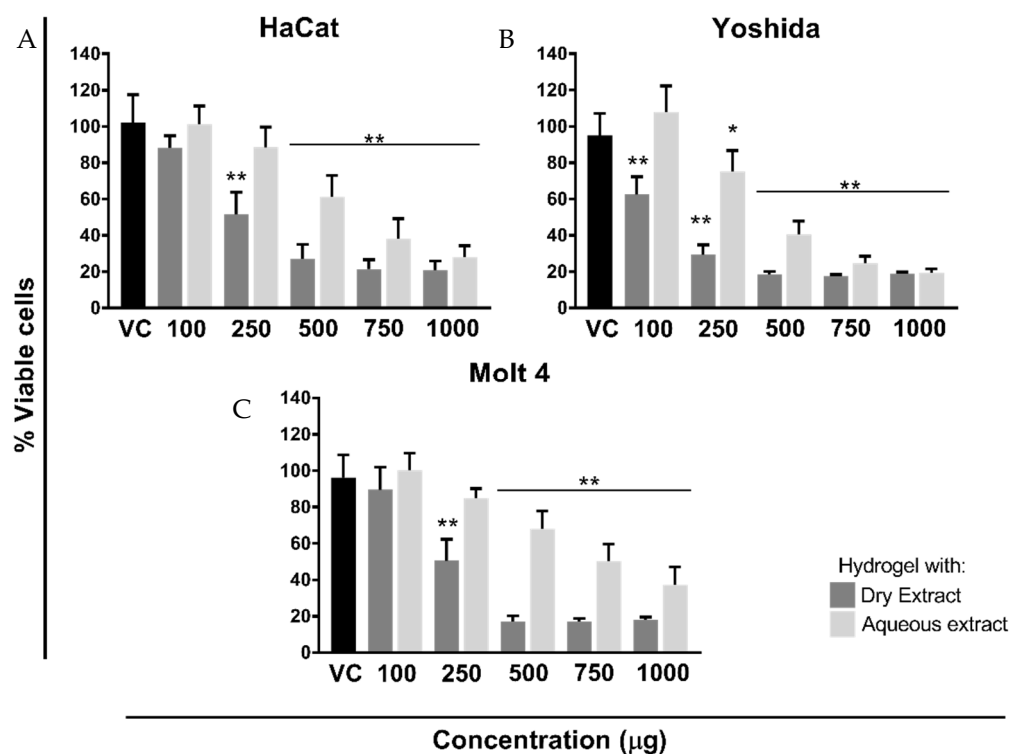 A
HaCat
140
120
100
80
60
40
20
0
**
**
VC 100 250 500 750 1000
B
Yoshida
140
120
100
80
60
40
20
0
**
**
*
**
VC 100 250 500 750 1000
% Viable cells
C
Molt 4
140
120
100
80
60
40
20
0
**
**
VC 100 250 500 750 1000
Hydrogel with:
Dry Extract
Aqueous extract
Concentration (µg)